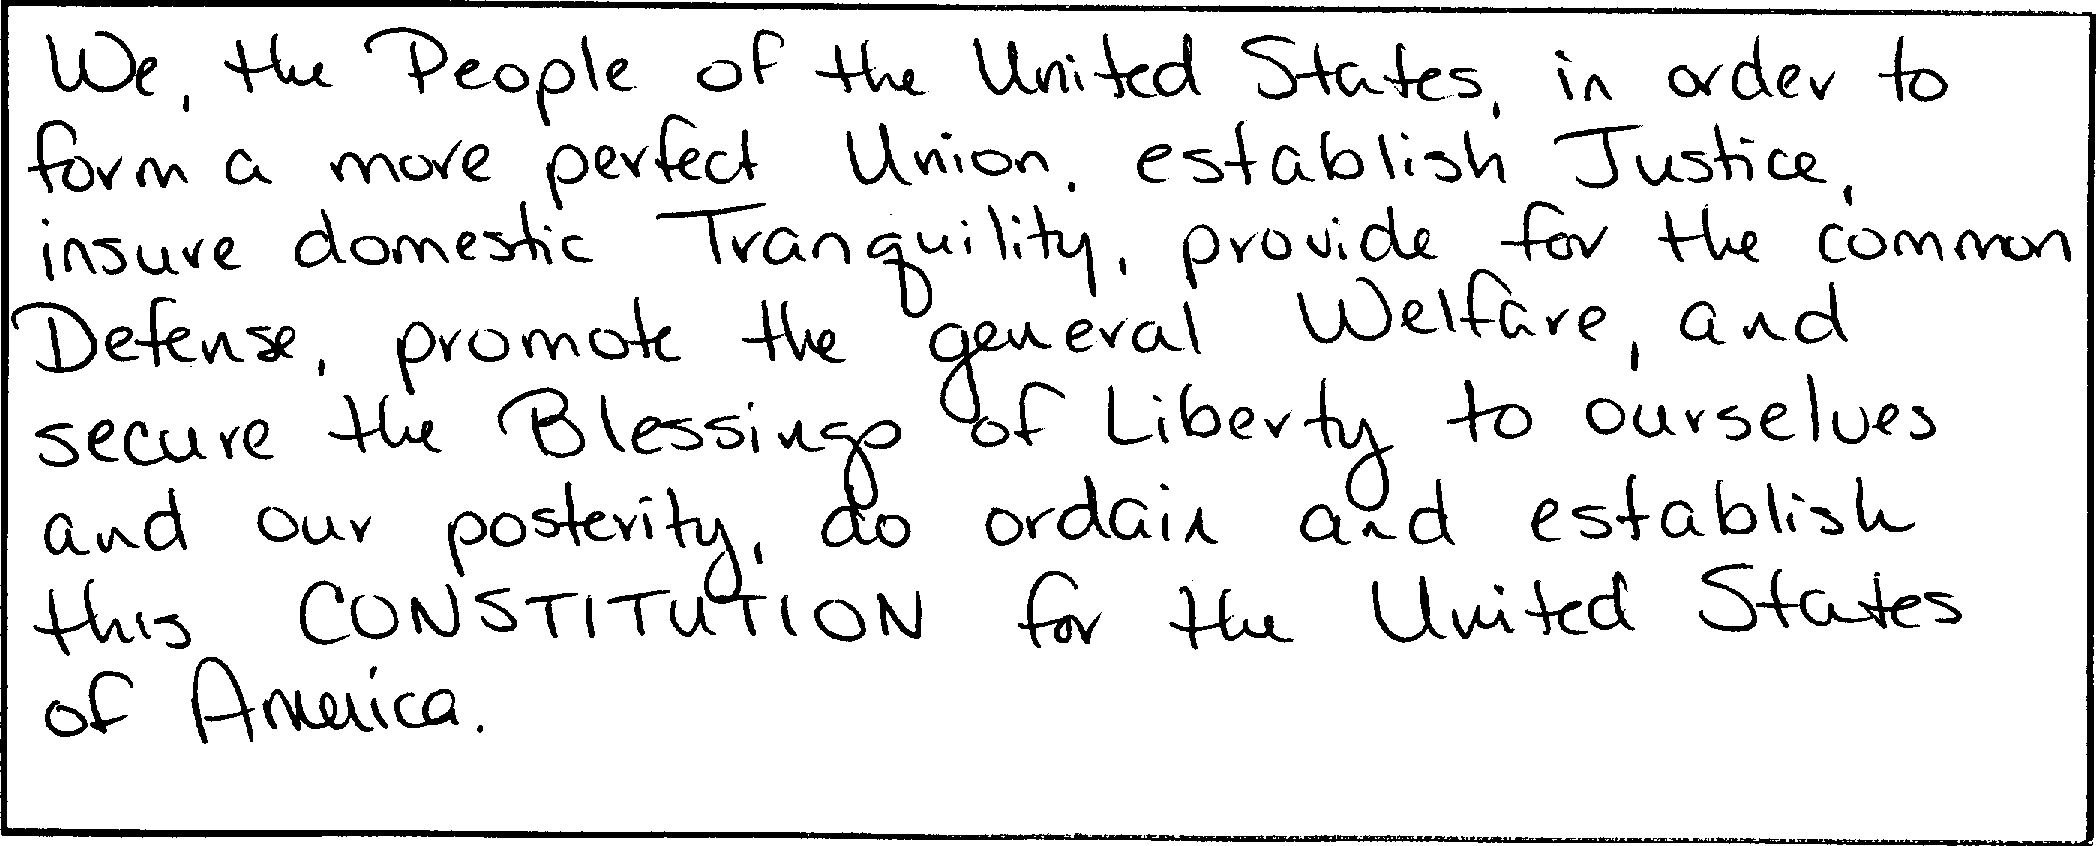 We, the People of the United States, in order to
form a more perfect Union, establish Justice,
insure domestic Tranquility, provide for the common
Defense, promote the general Welfare, and
secure the Blessings of Liberty to ourselves
and our posterity, do ordain and establish
this CONSTITUTION for the United States
of America.